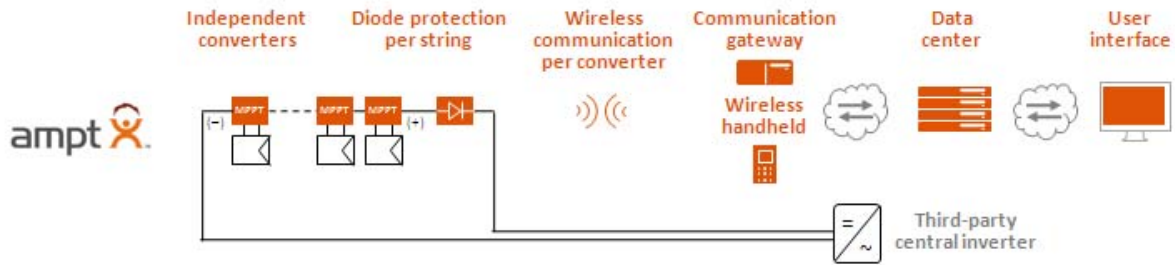 Independent
converters
Diode protection
per string
Wireless
communication
per converter
Communication
gateway
Data
center
User
interface
MPPT
MPPT
MPPT
(−)
(+)
Wireless
handheld
ampt
=
~
Third-party
central inverter